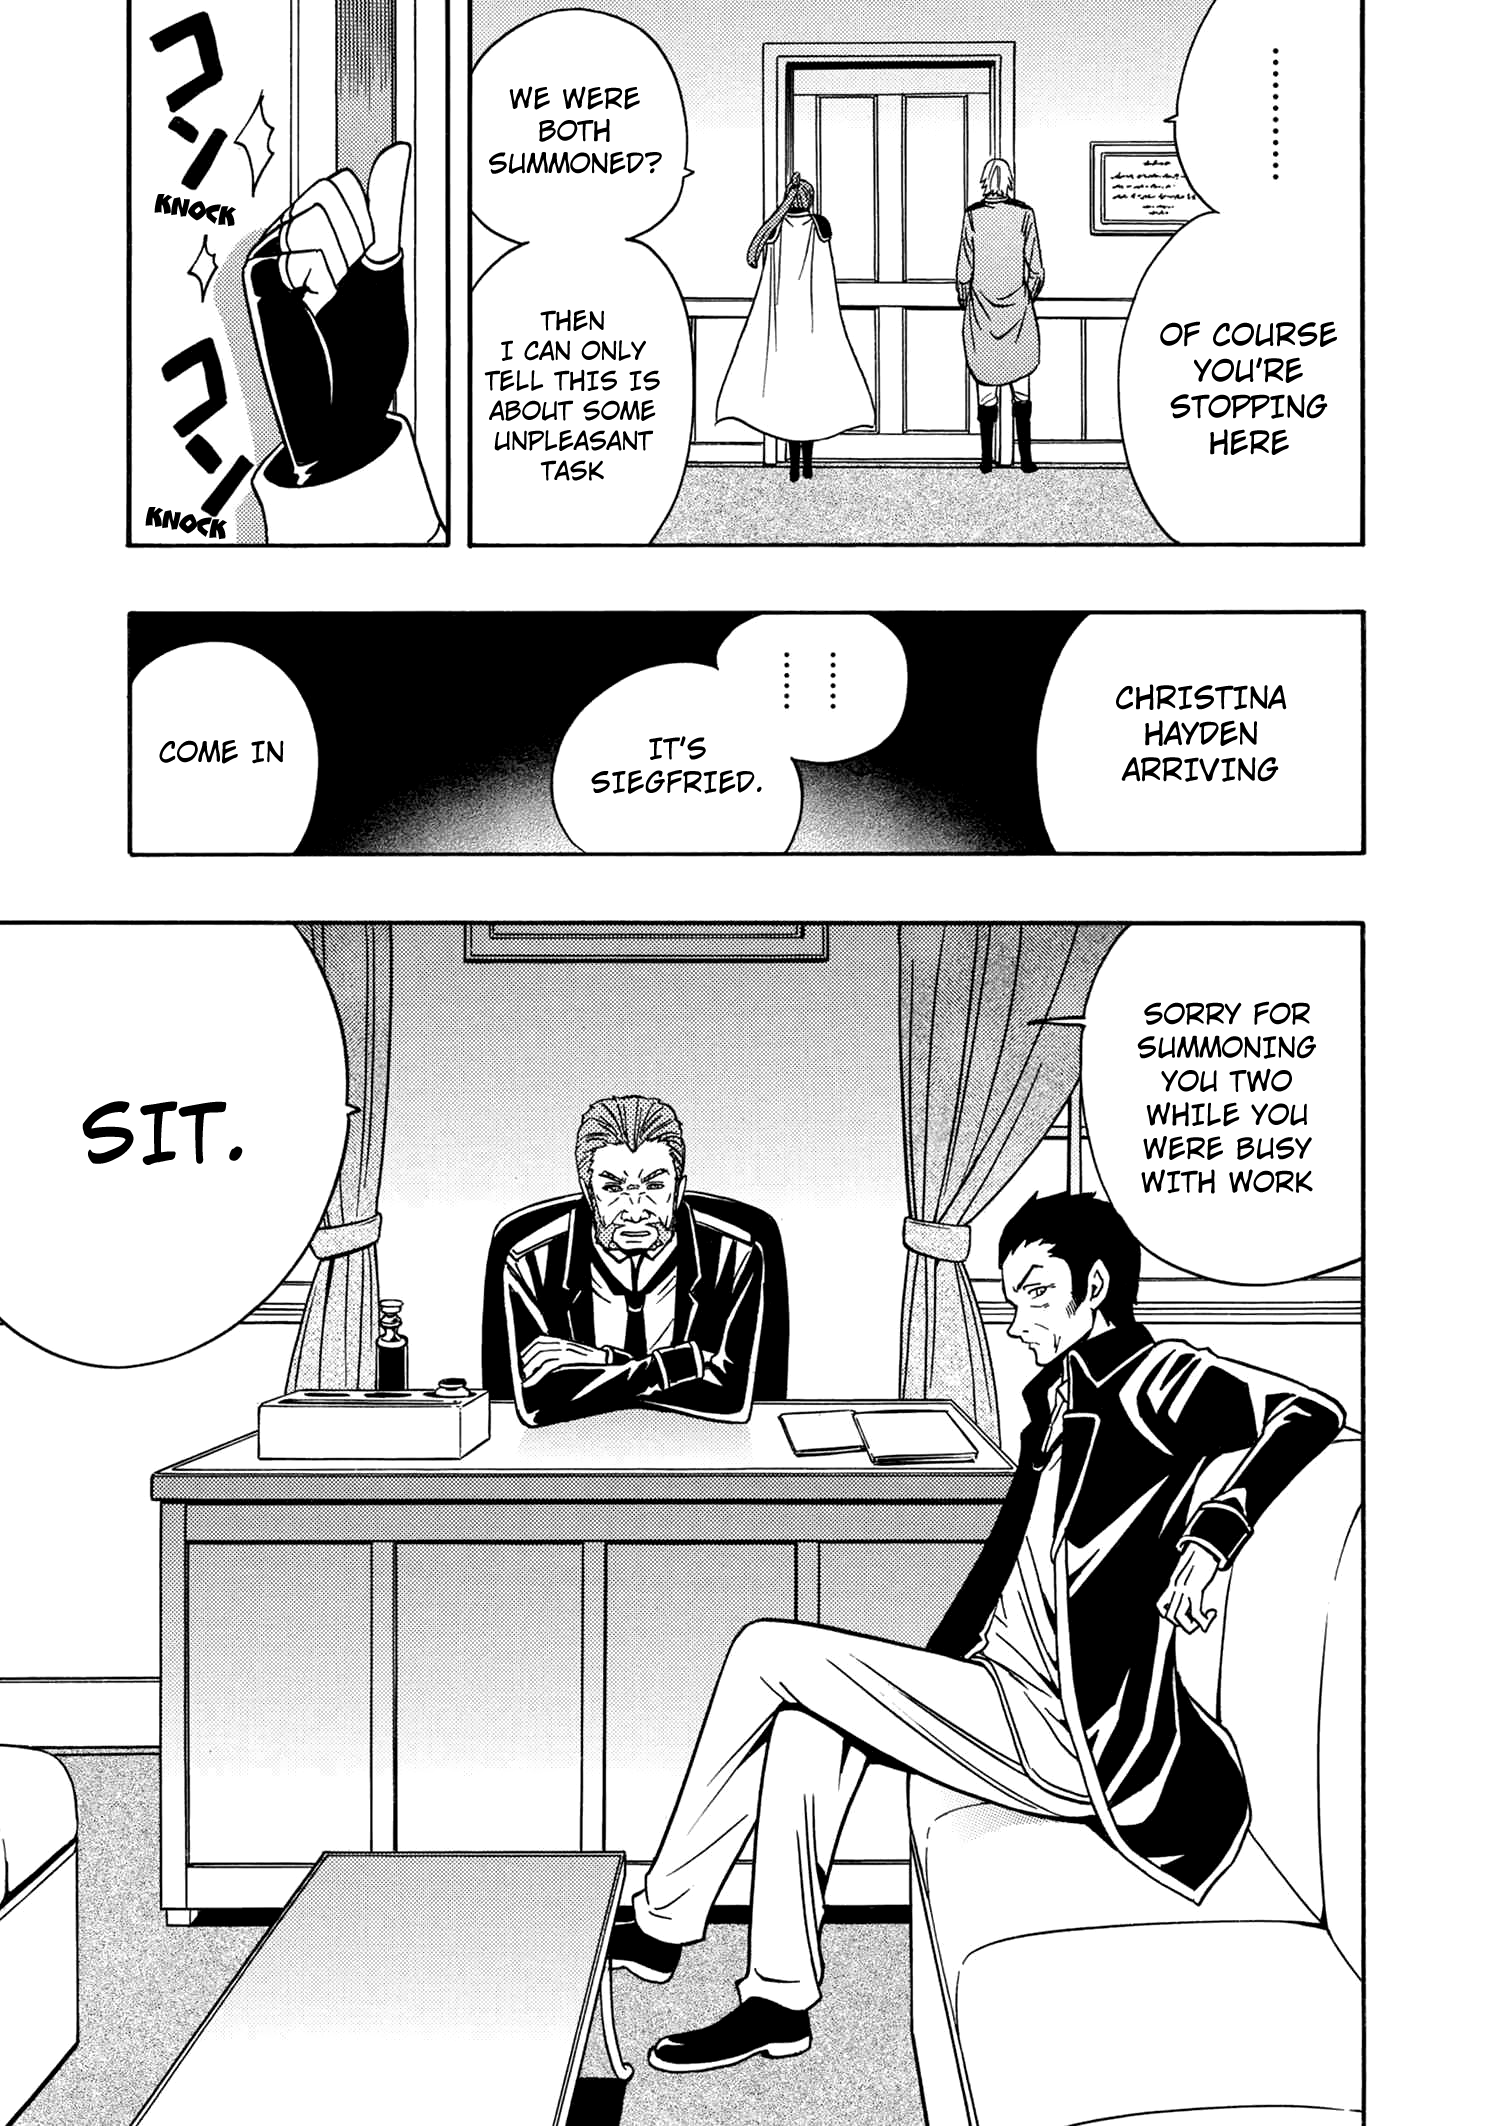 ⋯⋯⋯
OF COURSE
YOU'RE
STOPPING
HERE
WE WERE
BOTH
SUMMONED?
THEN
I CAN ONLY
TELL THIS IS
ABOUT SOME
UNPLEASANT
TASK
コン
KNOCK
コン
KNOCK
CHRISTINA
HAYDEN
ARRIVING
⋯⋯
IT'S
SIEGFRIED.
COME IN
SORRY FOR
SUMMONING
YOU TWO
WHILE YOU
WERE BUSY
WITH WORK
SIT.